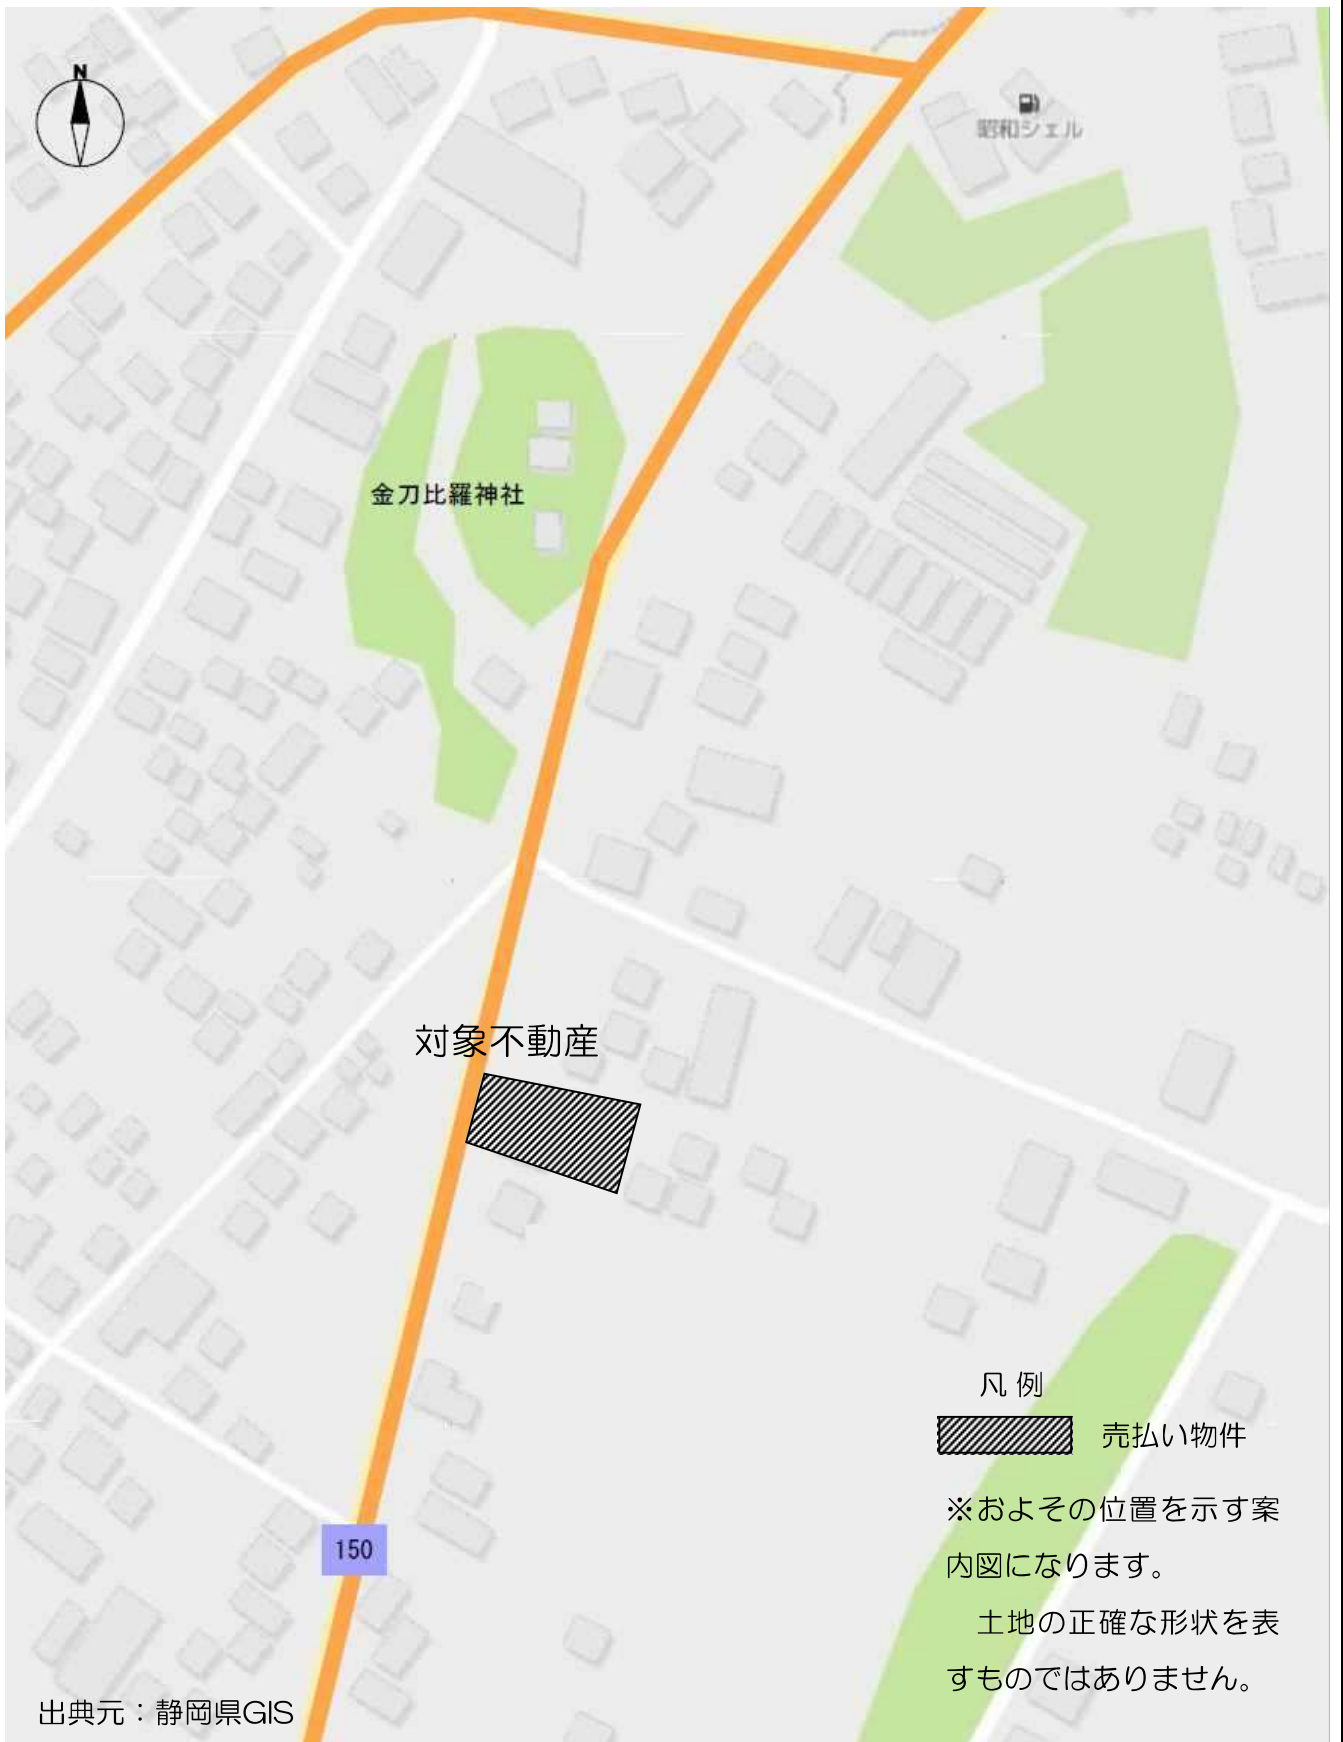 N
昭和シェル
金刀比羅神社
対象不動産
凡例
売払い物件
※およその位置を示す案
内図になります。
土地の正確な形状を表
すものではありません。
150
出典元：静岡県GIS